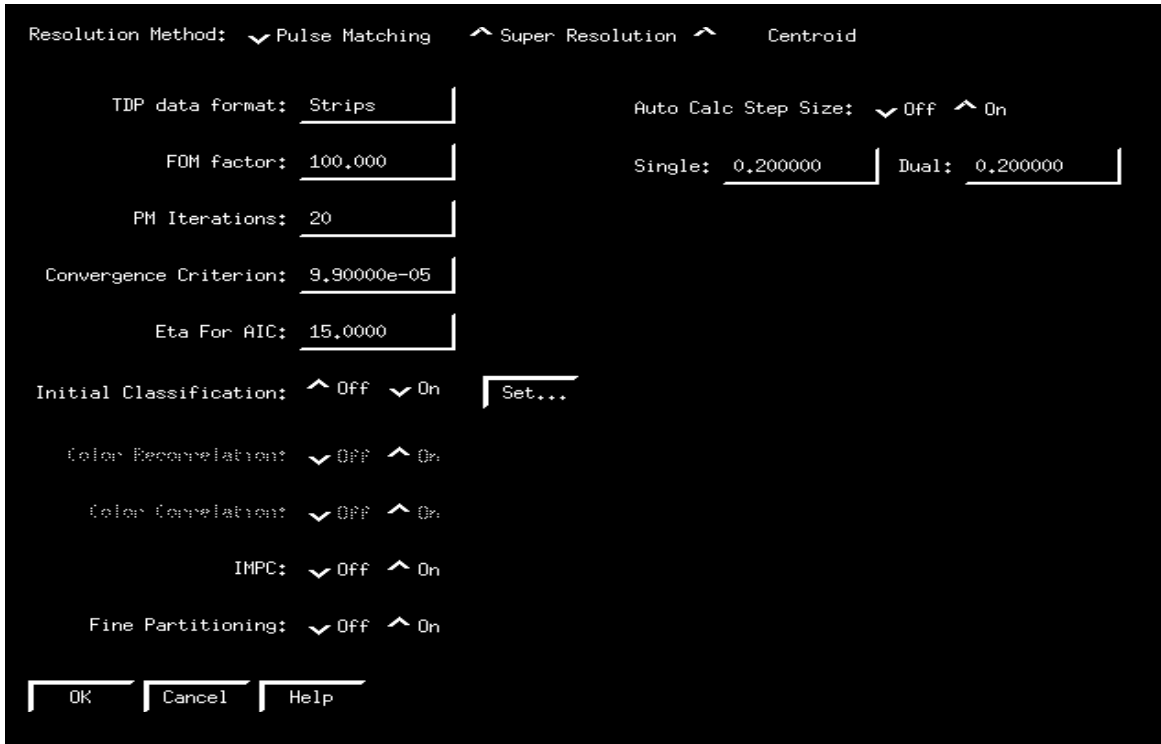 Resolution Method: Pulse Matching Super Resolution Centroid
TDP data format: Strips Auto Calc Step Size: Off On
FOM factor: 100.000 Single: 0.200000 Dual: 0.200000
PM Iterations: 20
Convergence Criterion: 9.90000e-05
Eta For AIC: 15.0000
Initial Classification: Off On Set...
Color Recorrelation: Off On
Color Correlation: Off On
IMPC: Off On
Fine Partitioning: Off On
OK Cancel Help